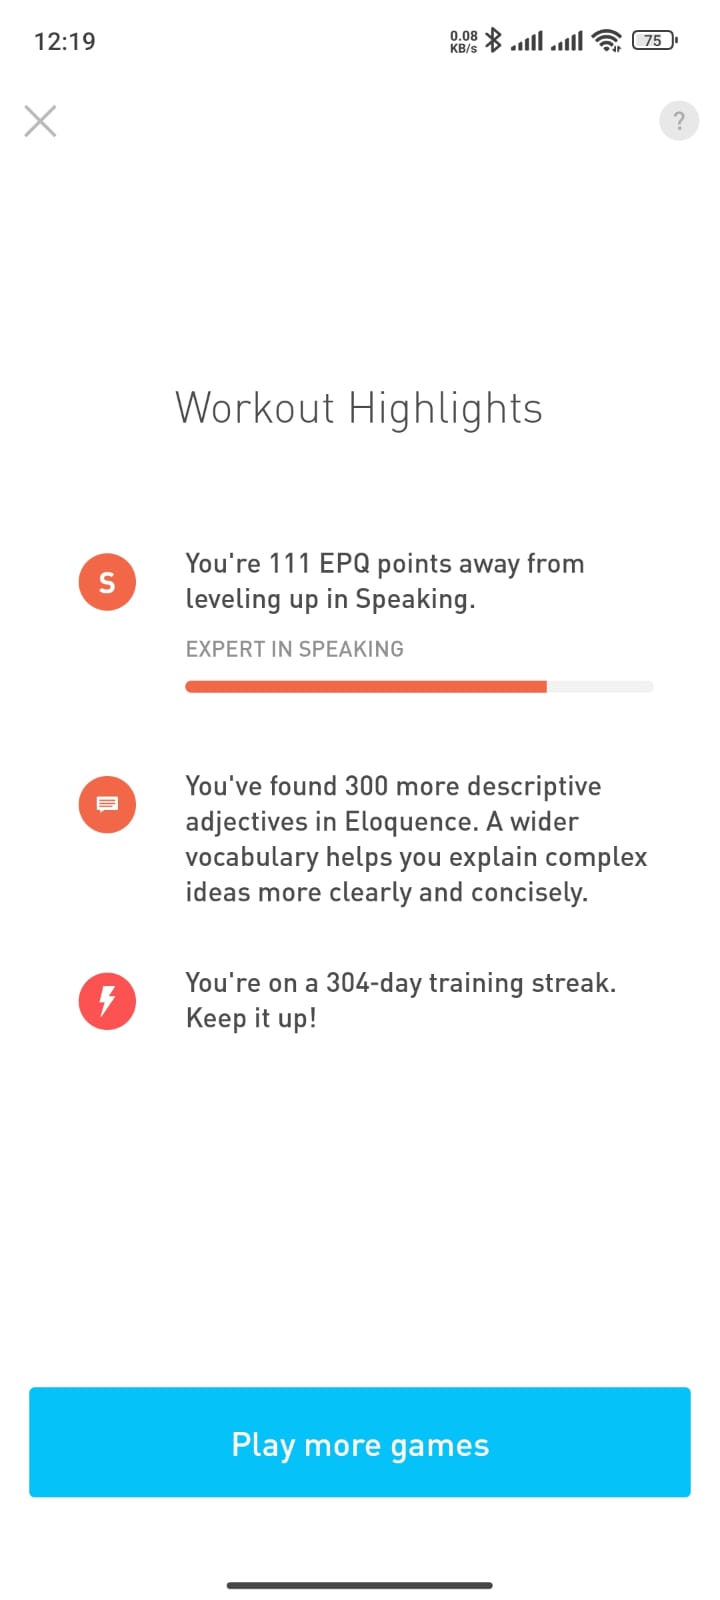 12:19
0.08
KB/s
75
?
Workout Highlights
S
You're 111 EPQ points away from
leveling up in Speaking.
EXPERT IN SPEAKING
You've found 300 more descriptive
adjectives in Eloquence. A wider
vocabulary helps you explain complex
ideas more clearly and concisely.
You're on a 304-day training streak.
Keep it up!
Play more games